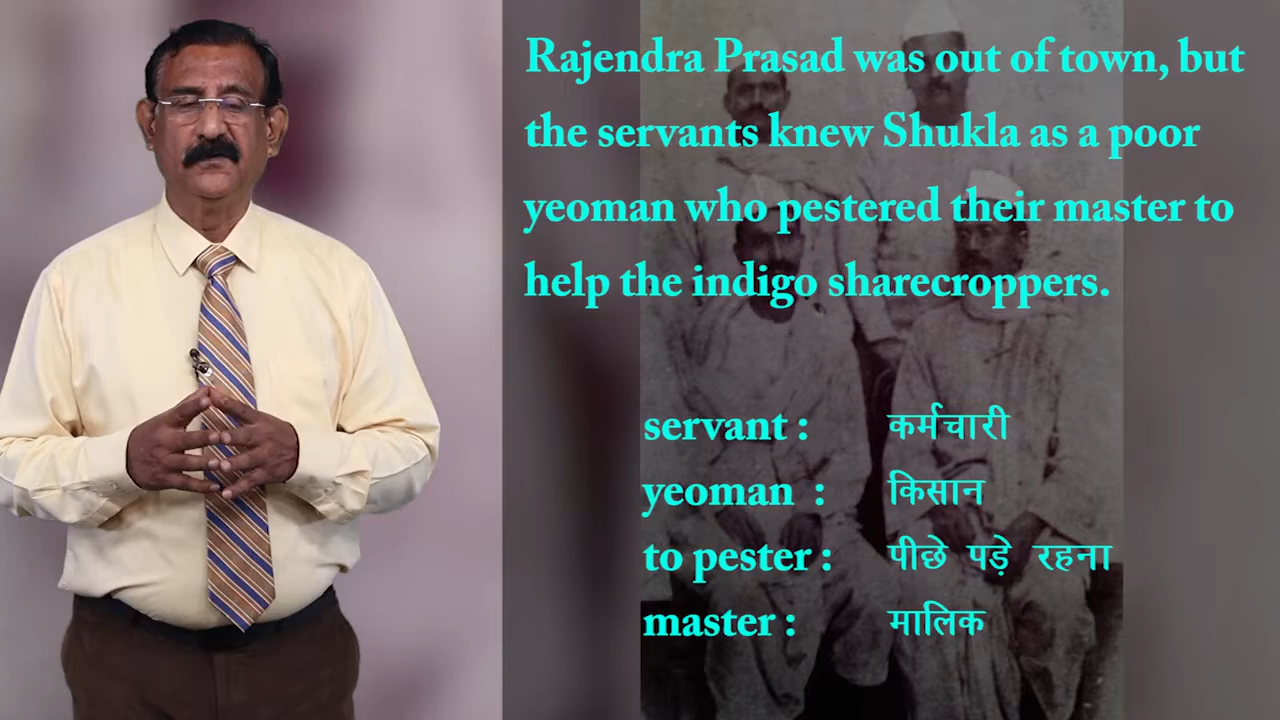 Rajendra Prasad was out of town, but
the servants knew Shukla as a poor
yeoman who pestered their master to
help the indigo sharecroppers.
servant : कर्मचारी
yeoman : किसान
to pester : पीछे पड़े रहना
master : मालिक